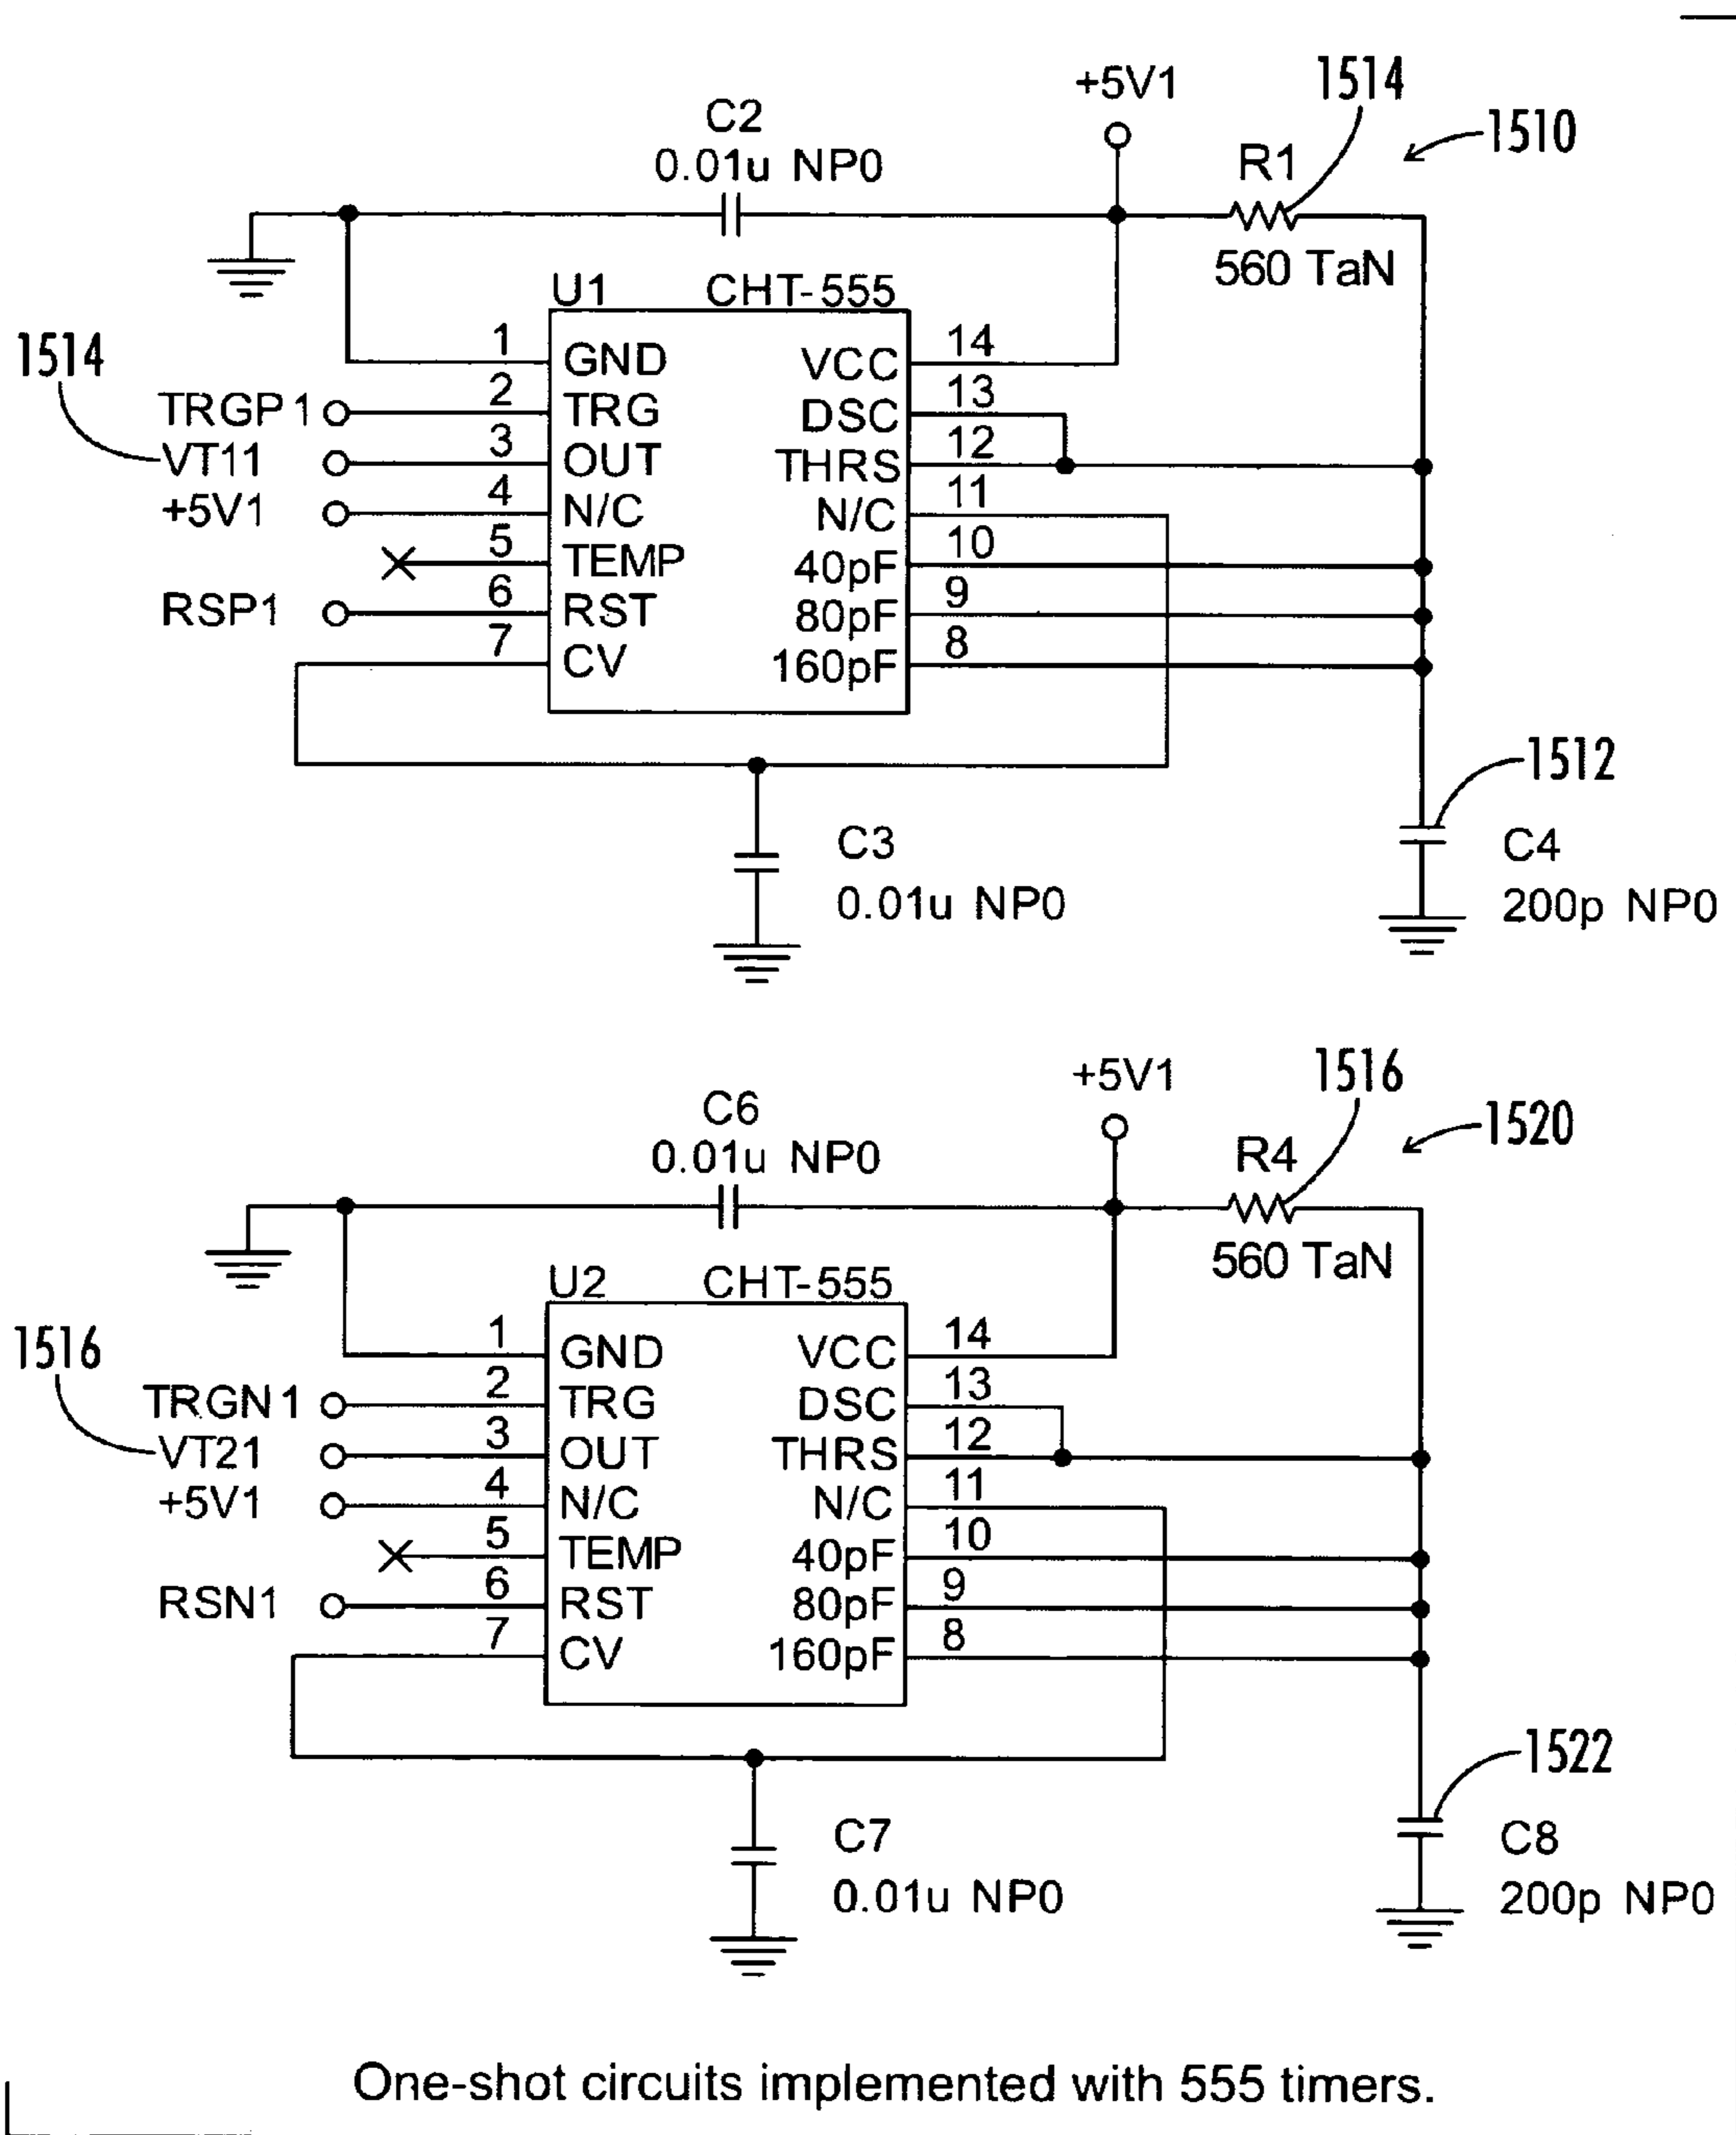 +5V1
1514
1510
C2
0.01u NP0
R1
560 TaN
U1 CHT-555
1514
1 GND VCC 14
TRGP1 2 TRG DSC 13
VT11 3 OUT THRS 12
+5V1 4 N/C N/C 11
5 TEMP 40pF 10
RSP1 6 RST 80pF 9
7 CV 160pF 8
1512
C3
0.01u NP0
C4
200p NP0
+5V1
1516
1520
C6
0.01u NP0
R4
560 TaN
U2 CHT-555
1516
1 GND VCC 14
TRGN1 2 TRG DSC 13
VT21 3 OUT THRS 12
+5V1 4 N/C N/C 11
5 TEMP 40pF 10
RSN1 6 RST 80pF 9
7 CV 160pF 8
1522
C7
0.01u NP0
C8
200p NP0
One-shot circuits implemented with 555 timers.